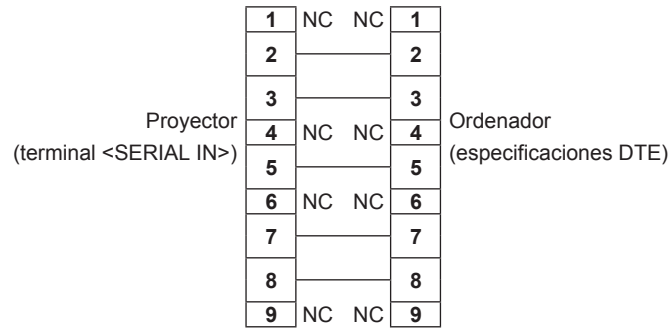 1 NC NC 1
2 2
3 3
Proyector
(terminal <SERIAL IN>)
4 NC NC 4
Ordenador
(especificaciones DTE)
5 5
6 NC NC 6
7 7
8 8
9 NC NC 9